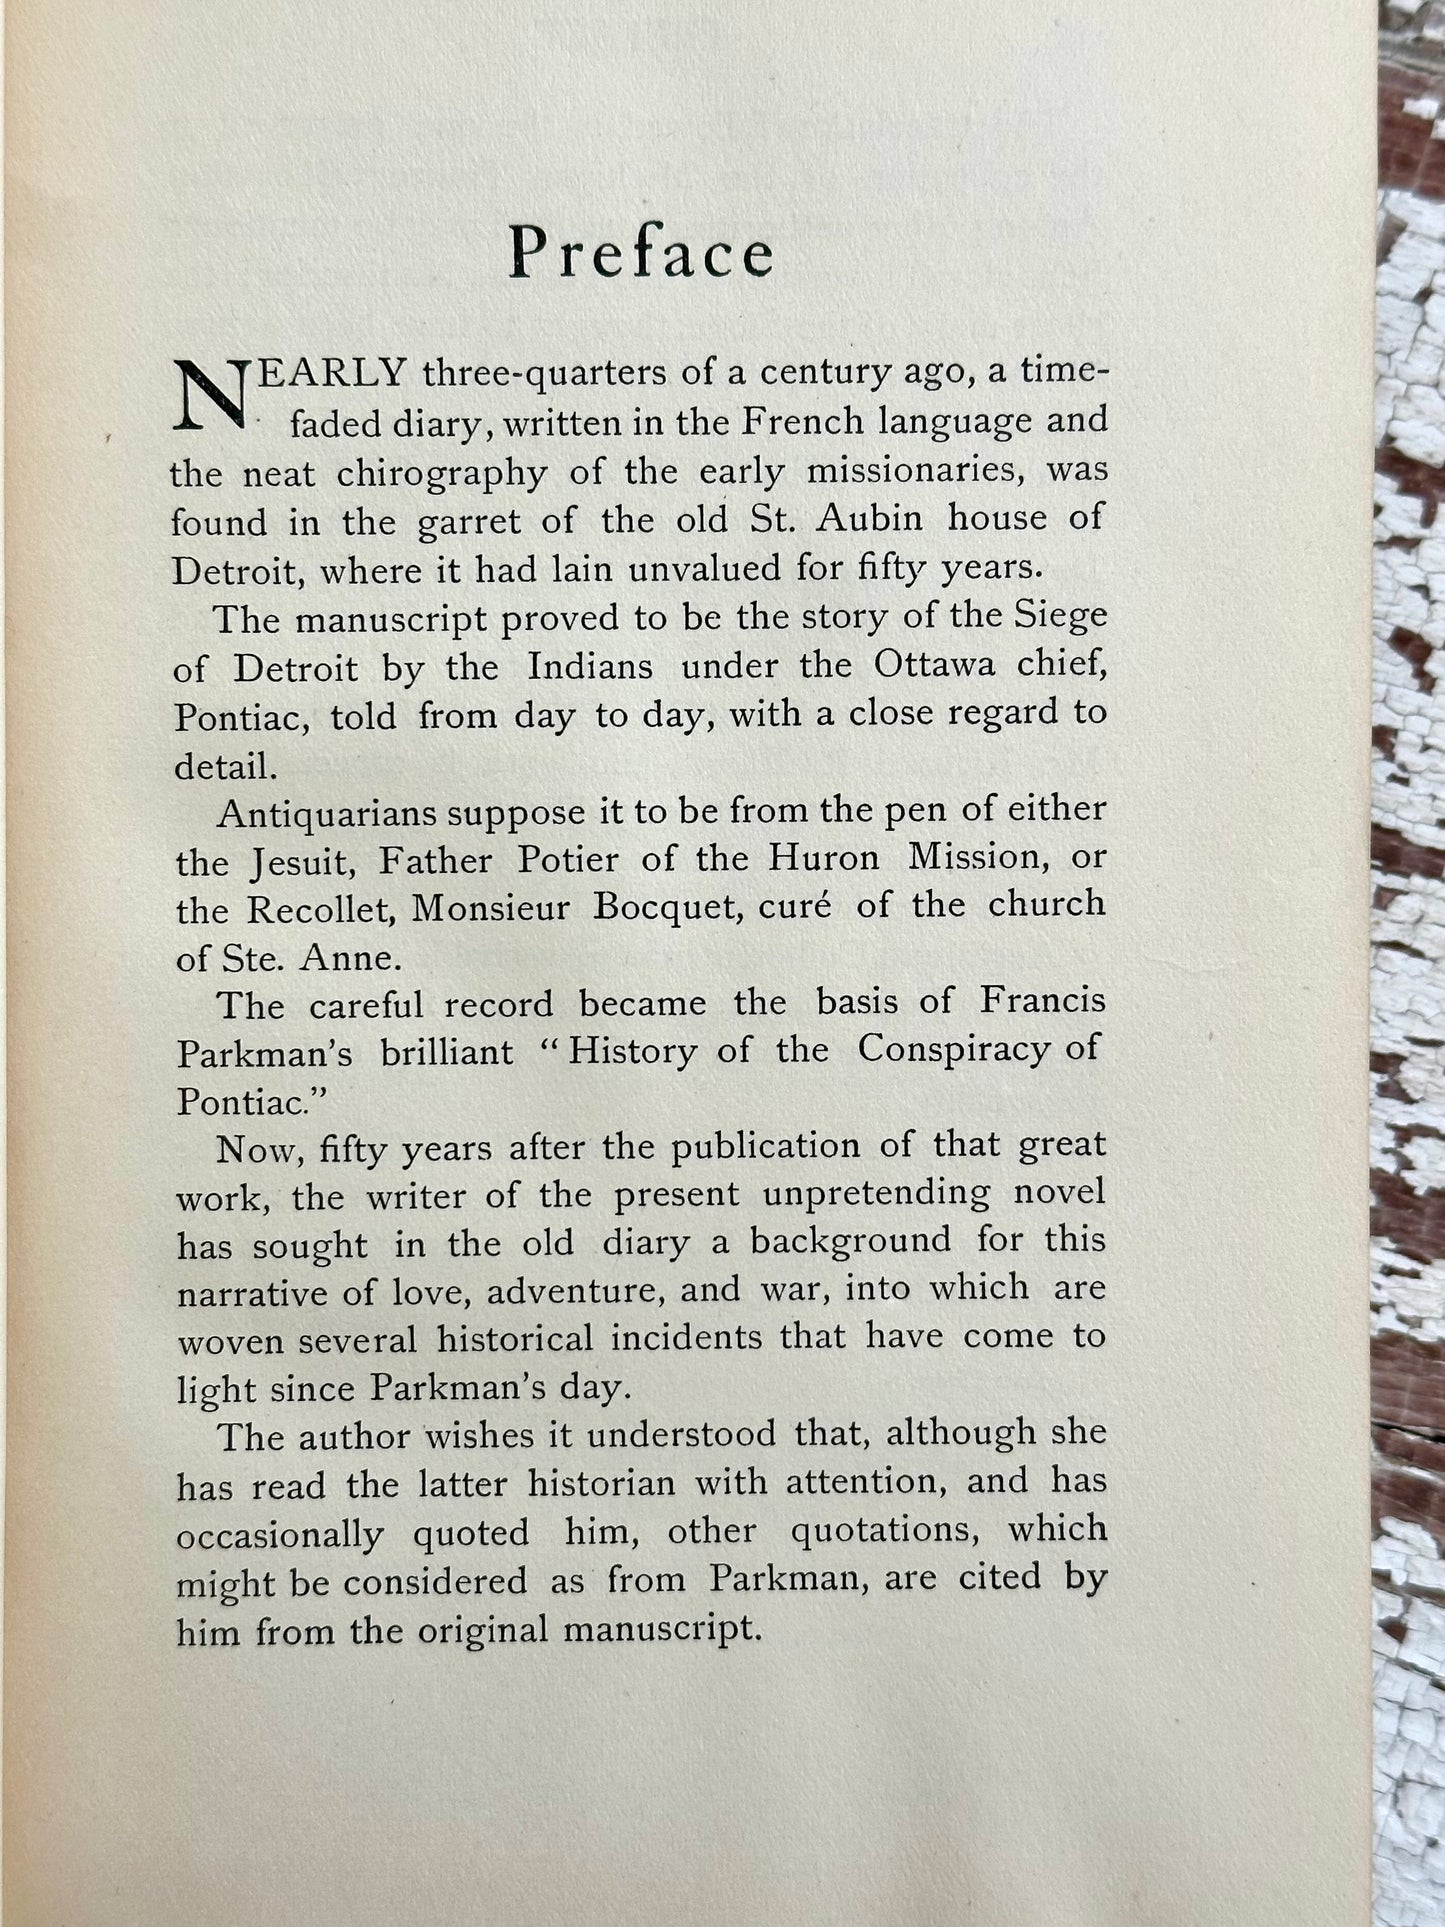 Preface
NEARLY three-quarters of a century ago, a time-
faded diary, written in the French language and
the neat chirography of the early missionaries, was
found in the garret of the old St. Aubin house of
Detroit, where it had lain unvalued for fifty years.
The manuscript proved to be the story of the Siege
of Detroit by the Indians under the Ottawa chief,
Pontiac, told from day to day, with a close regard to
detail.
Antiquarians suppose it to be from the pen of either
the Jesuit, Father Potier of the Huron Mission, or
the Recollet, Monsieur Bocquet, curé of the church
of Ste. Anne.
The careful record became the basis of Francis
Parkman's brilliant “History of the Conspiracy of
Pontiac.”
Now, fifty years after the publication of that great
work, the writer of the present unpretending novel
has sought in the old diary a background for this
narrative of love, adventure, and war, into which are
woven several historical incidents that have come to
light since Parkman's day.
The author wishes it understood that, although she
has read the latter historian with attention, and has
occasionally quoted him, other quotations, which
might be considered as from Parkman, are cited by
him from the original manuscript.